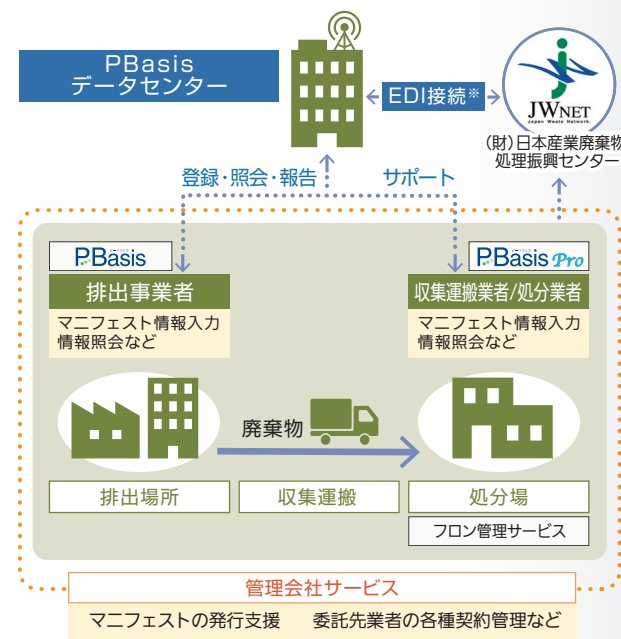 PBasis
データセンター
EDI接続※
JWNET
Japan Waste Network.
(財)日本産業廃棄物
処理振興センター
登録・照会・報告
サポート
PBasis
PBasis Pro
排出事業者
収集運搬業者/処分業者
マニフェスト情報入力
情報照会など
マニフェスト情報入力
情報照会など
廃棄物
排出場所
収集運搬
処分場
フロン管理サービス
管理会社サービス
マニフェストの発行支援 委託先業者の各種契約管理など